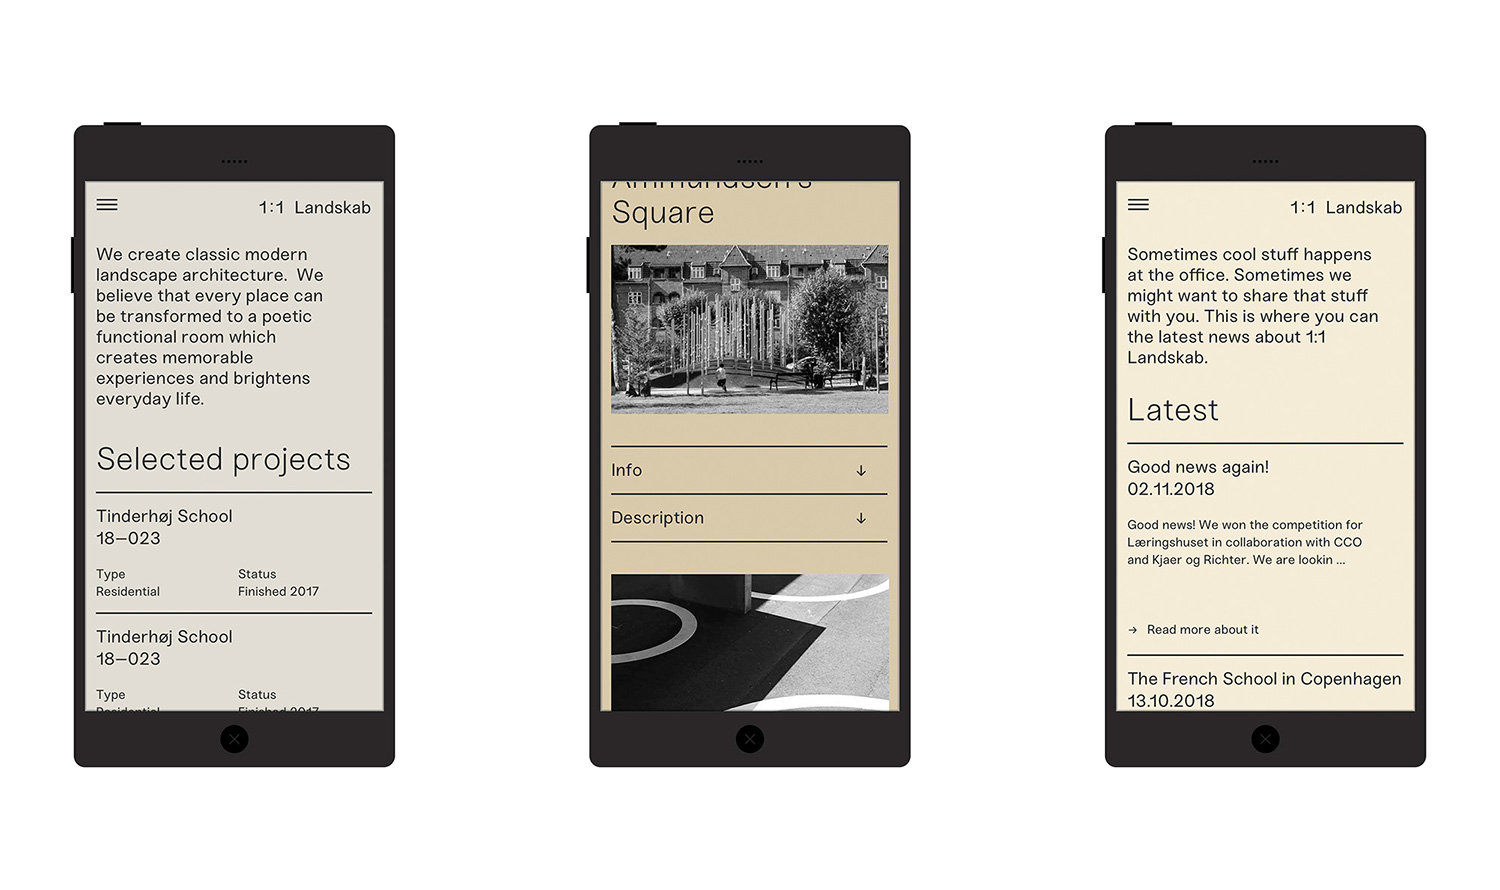 1:1 Landskab
We create classic modern
landscape architecture. We
believe that every place can
be transformed to a poetic
functional room which
creates memorable
experiences and brightens
everyday life.
Selected projects
Tinderhøj School
18–023
Type Status
Residential Finished 2017
Tinderhøj School
18–023
Type Status
Residential Finished 2017
Ammundsen's
Square
Info ↓
Description ↓
1:1 Landskab
Sometimes cool stuff happens
at the office. Sometimes we
might want to share that stuff
with you. This is where you can
the latest news about 1:1
Landskab.
Latest
Good news again!
02.11.2018
Good news! We won the competition for
Læringshuset in collaboration with CCO
and Kjaer og Richter. We are lookin ...
→ Read more about it
The French School in Copenhagen
13.10.2018